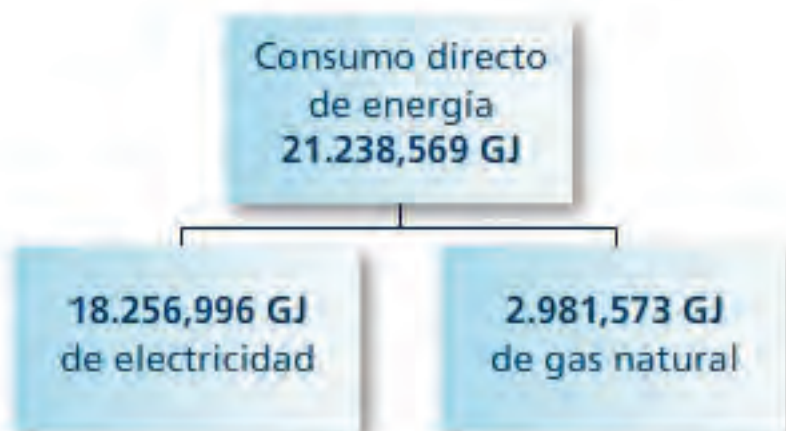 Consumo directo
de energía
21.238,569 GJ
18.256,996 GJ
de electricidad
2.981,573 GJ
de gas natural